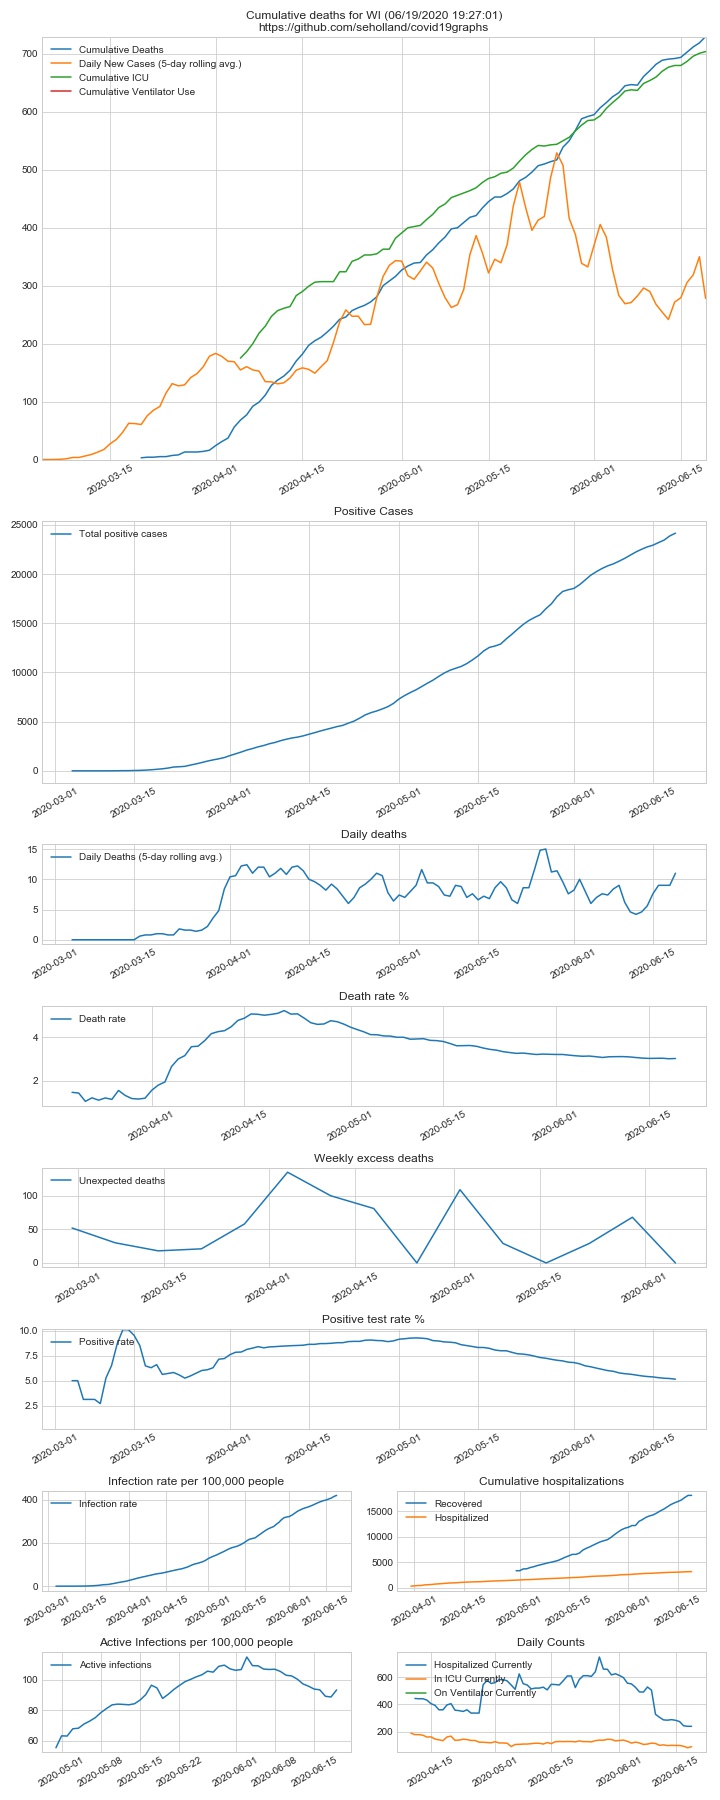 Cumulative deaths for WI (06/19/2020 19:27:01)
https://github.com/seholland/covid19graphs
Cumulative Deaths
Daily New Cases (5-day rolling avg.)
Cumulative ICU
Cumulative Ventilator Use
700
600
500
400
300
200
100
0
2020-03-15 2020-04-01 2020-04-15 2020-05-01 2020-05-15 2020-06-01 2020-06-15
Positive Cases
Total positive cases
25000
20000
15000
10000
5000
0
2020-03-01 2020-03-15 2020-04-01 2020-04-15 2020-05-01 2020-05-15 2020-06-01 2020-06-15
Daily deaths
Daily Deaths (5-day rolling avg.)
15
10
5
0
2020-03-01 2020-03-15 2020-04-01 2020-04-15 2020-05-01 2020-05-15 2020-06-01 2020-06-15
Death rate %
Death rate
4
2
2020-04-01 2020-04-15 2020-05-01 2020-05-15 2020-06-01 2020-06-15
Weekly excess deaths
Unexpected deaths
100
50
0
2020-03-01 2020-03-15 2020-04-01 2020-04-15 2020-05-01 2020-05-15 2020-06-01
Positive test rate %
Positive rate
10.0
7.5
5.0
2.5
2020-03-01 2020-03-15 2020-04-01 2020-04-15 2020-05-01 2020-05-15 2020-06-01 2020-06-15
Infection rate per 100,000 people
Infection rate
400
200
0
2020-03-01 2020-03-15 2020-04-01 2020-04-15 2020-05-01 2020-05-15 2020-06-01 2020-06-15
Cumulative hospitalizations
Recovered
Hospitalized
15000
10000
5000
0
2020-04-01 2020-04-15 2020-05-01 2020-05-15 2020-06-01 2020-06-15
Active Infections per 100,000 people
Active infections
100
80
60
2020-05-01 2020-05-08 2020-05-15 2020-05-22 2020-06-01 2020-06-08 2020-06-15
Daily Counts
Hospitalized Currently
In ICU Currently
On Ventilator Currently
600
400
200
2020-04-15 2020-05-01 2020-05-15 2020-06-01 2020-06-15